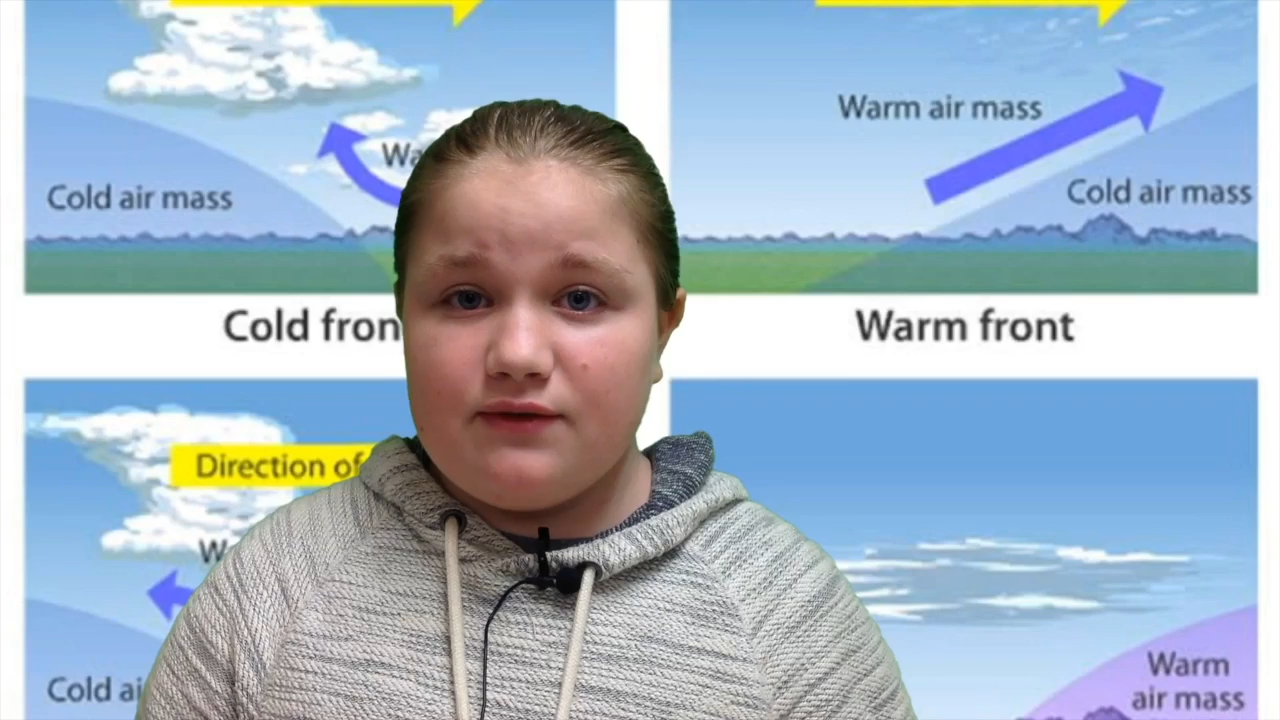 Warm air mass
Cold air mass
Cold air mass
Cold fron
Warm front
Direction of
Warm
air mass
Cold